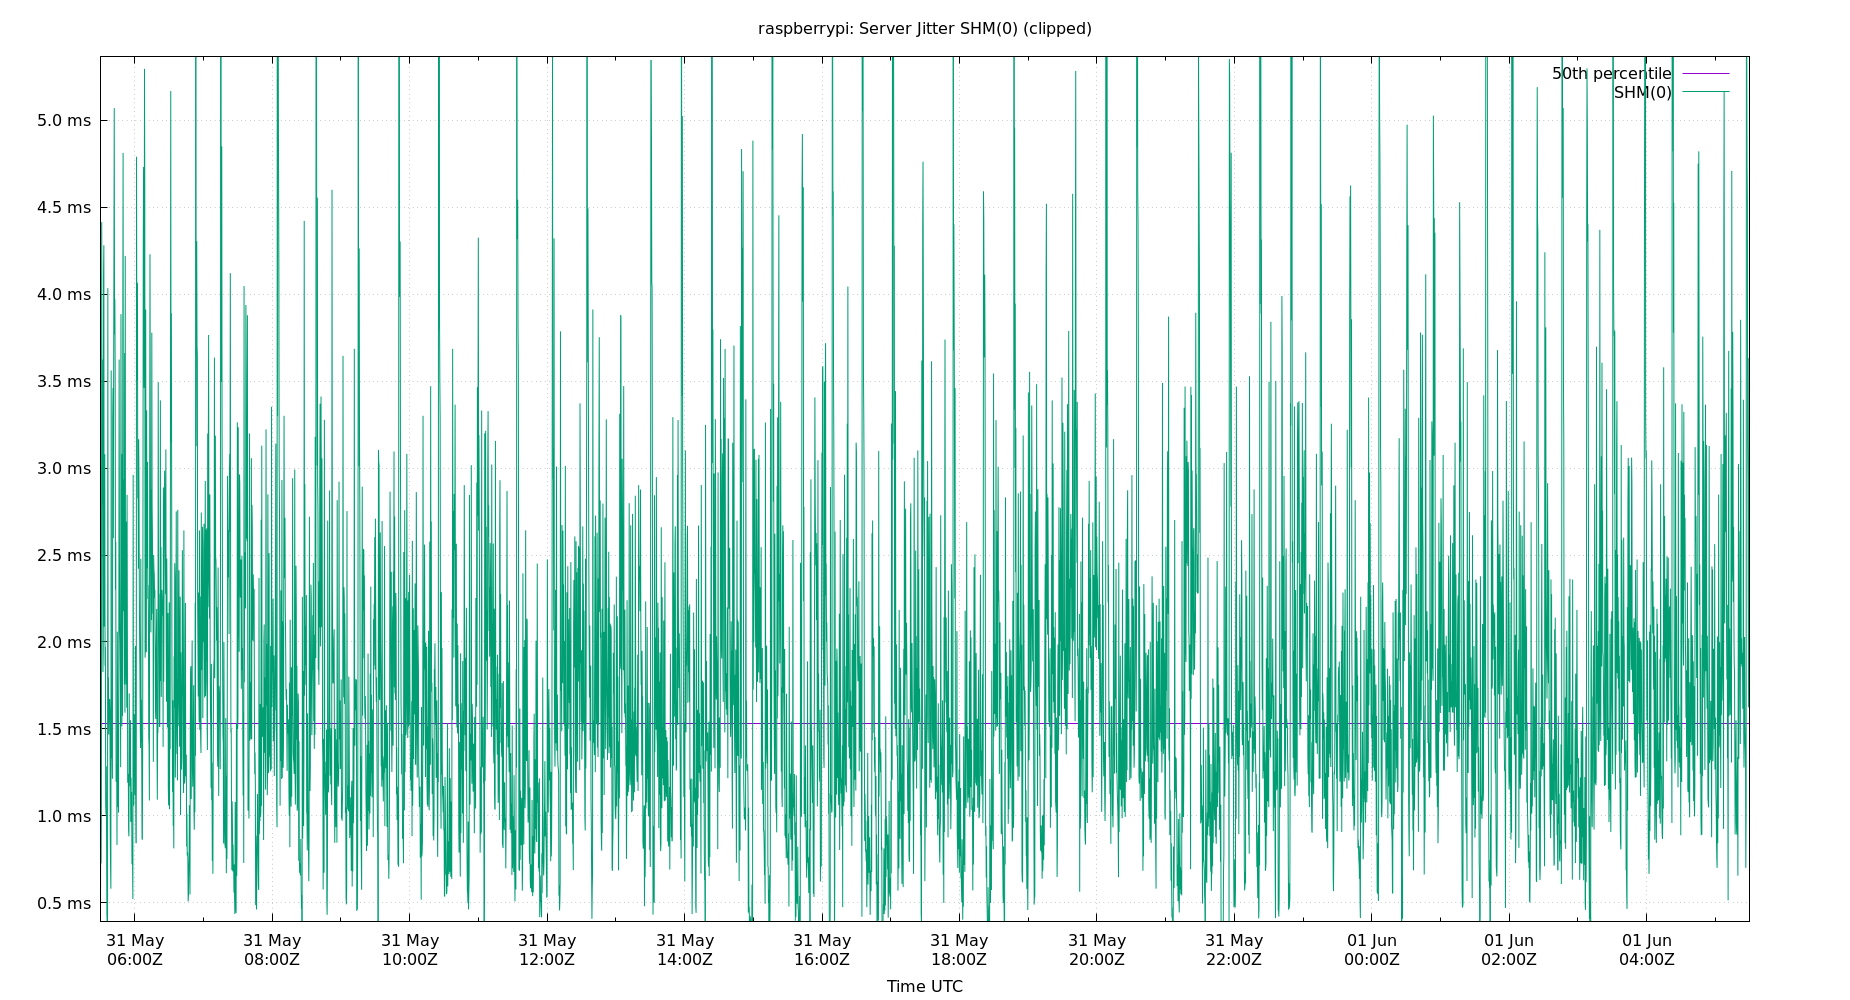 raspberrypi: Server Jitter SHM(0) (clipped)
50th percentile
SHM(0)
5.0 ms
4.5 ms
4.0 ms
3.5 ms
3.0 ms
2.5 ms
2.0 ms
1.5 ms
1.0 ms
0.5 ms
31 May 31 May 31 May 31 May 31 May 31 May 31 May 31 May 31 May 01 Jun 01 Jun 01 Jun
06:00Z 08:00Z 10:00Z 12:00Z 14:00Z 16:00Z 18:00Z 20:00Z 22:00Z 00:00Z 02:00Z 04:00Z
Time UTC